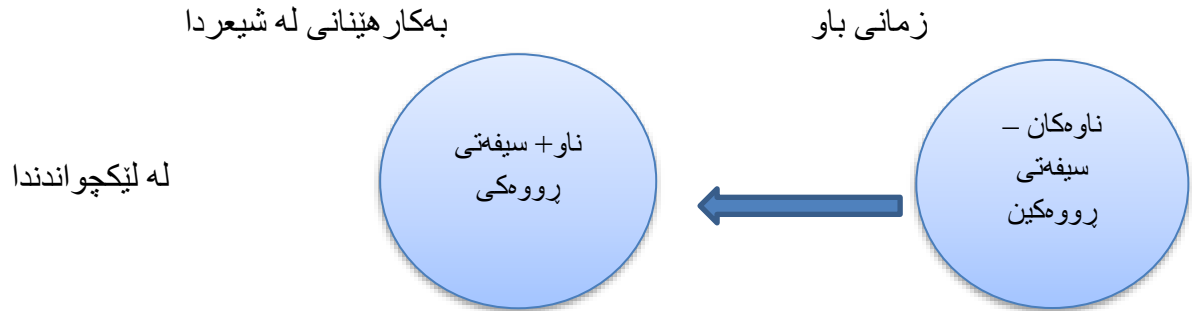 زمانی باو
بەکارهێنانی لە شیعردا
ناوەکان –
سیفەتی
ڕووەکین
ناو+ سیفەتی
ڕووەکی
لە لێکچواندندا